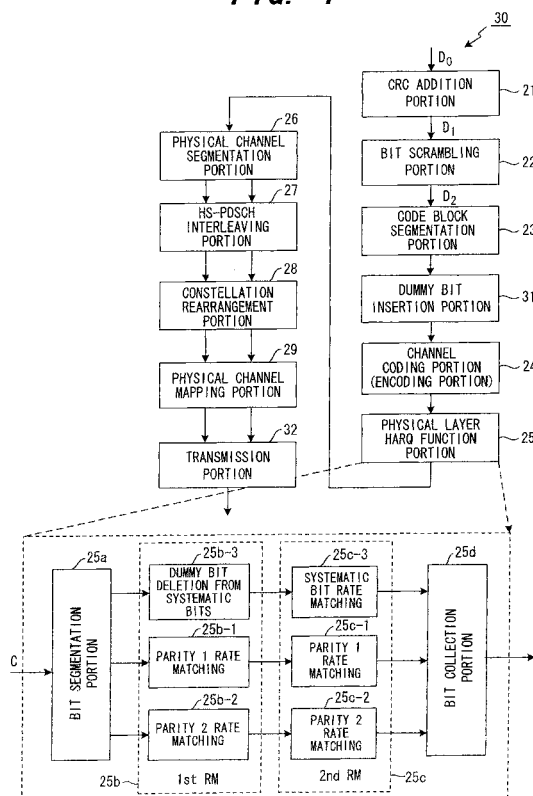 30
D0
CRC ADDITION
PORTION
21
D1
BIT SCRAMBLING
PORTION
22
D2
CODE BLOCK
SEGMENTATION
PORTION
23
DUMMY BIT
INSERTION PORTION
31
CHANNEL
CODING PORTION
(ENCODING PORTION)
24
PHYSICAL LAYER
HARQ FUNCTION
PORTION
25
26
PHYSICAL CHANNEL
SEGMENTATION
PORTION
27
HS-PDSCH
INTERLEAVING
PORTION
28
CONSTELLATION
REARRANGEMENT
PORTION
29
PHYSICAL CHANNEL
MAPPING PORTION
32
TRANSMISSION
PORTION
C
25a
BIT SEGMENTATION
PORTION
25b-3
DUMMY BIT
DELETION FROM
SYSTEMATIC
BITS
25b-1
PARITY 1 RATE
MATCHING
25b-2
PARITY 2 RATE
MATCHING
25b
1st RM
25c-3
SYSTEMATIC
BIT RATE
MATCHING
25c-1
PARITY 1
RATE
MATCHING
25c-2
PARITY 2
RATE
MATCHING
2nd RM
25c
25d
BIT COLLECTION
PORTION